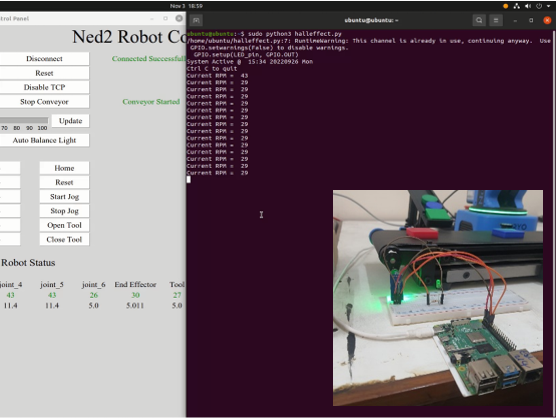 Nov 3 18:59
trol Panel
ubuntu@ubuntu: ~
Ned2 Robot Co
Disconnect
Connected Successfull
Reset
Disable TCP
Stop Conveyor
Conveyor Started
Update
70 80 90 100
Auto Balance Light
Home
Reset
Start Jog
Stop Jog
Open Tool
Close Tool
Robot Status
joint_4 joint_5 joint_6 End Effector Tool
43 43 26 30 27
11.4 11.4 5.0 5.011 5.0
ubuntu@ubuntu:~$ sudo python3 halleffect.py
/home/ubuntu/halleffect.py:7: RuntimeWarning: This channel is already in use, continuing anyway.  Use
GPIO.setwarnings(False) to disable warnings.
GPIO.setup(LED_pin, GPIO.OUT)
System Active @ 15:34 20220926 Mon
Ctrl C to quit
Current RPM = 43
Current RPM = 29
Current RPM = 29
Current RPM = 29
Current RPM = 29
Current RPM = 29
Current RPM = 29
Current RPM = 29
Current RPM = 29
Current RPM = 29
Current RPM = 29
Current RPM = 29
Current RPM = 29
Current RPM = 29
Current RPM = 29